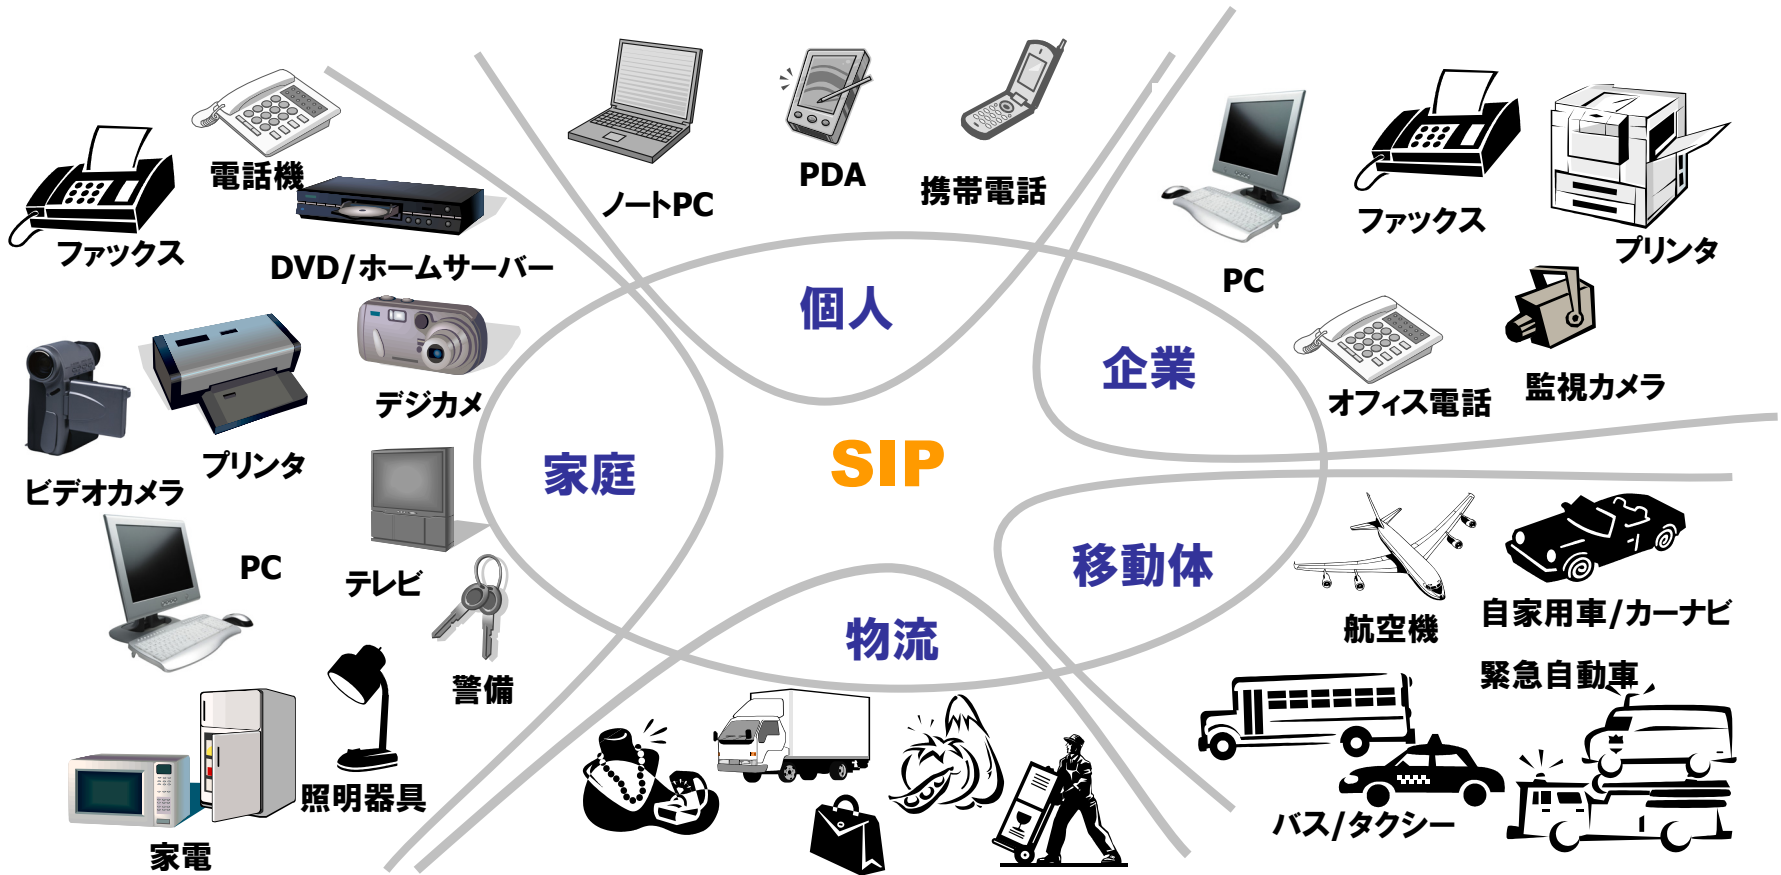 電話機
ファックス
DVD/ホームサーバー
デジカメ
プリンタ
ビデオカメラ
PC
テレビ
警備
照明器具
家電
ノートPC
PDA
携帯電話
個人
企業
SIP
家庭
移動体
物流
PC
ファックス
プリンタ
オフィス電話
監視カメラ
航空機
自家用車/カーナビ
緊急自動車
バス/タクシー